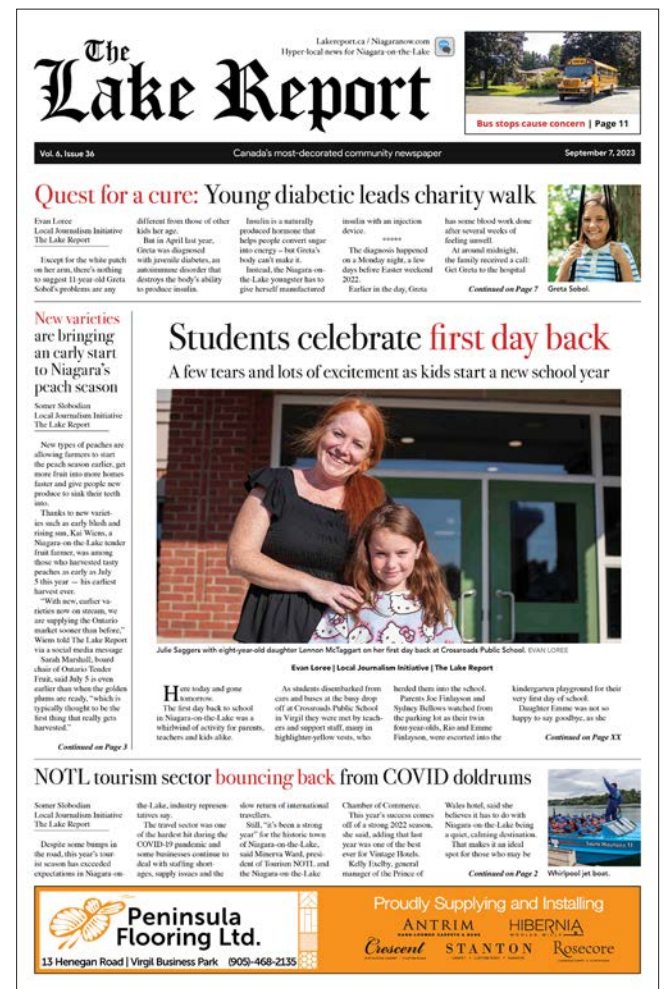 The
Lake Report
Lakereport.ca / Niagaranow.com
Hyper-local news for Niagara-on-the-Lake
Bus stops cause concern | Page 11
Vol. 6, Issue 36
Canada's most-decorated community newspaper
September 7, 2023
Quest for a cure: Young diabetic leads charity walk
Evan Loree
Local Journalism Initiative
The Lake Report
Except for the white patch
on her arm, there's nothing
to suggest 11-year-old Greta
Sobol's problems are any
different from those of other
kids her age.
But in April last year,
Greta was diagnosed
with juvenile diabetes, an
autoimmune disorder that
destroys the body's ability
to produce insulin.
Insulin is a naturally
produced hormone that
helps people convert sugar
into energy – but Greta's
body can't make it.
Instead, the Niagara-on-
the-Lake youngster has to
give herself manufactured
insulin with an injection
device.
*****
The diagnosis happened
on a Monday night, a few
days before Easter weekend
2022.
Earlier in the day, Greta
has some blood work done
after several weeks of
feeling unwell.
At around midnight,
the family received a call:
Get Greta to the hospital
Continued on Page 7
Greta Sobol.
New varieties
are bringing
an early start
to Niagara's
peach season
Somer Slobodian
Local Journalism Initiative
The Lake Report
New types of peaches are
allowing farmers to start
the peach season earlier, get
more fruit into more homes
faster and give people new
produce to sink their teeth
into.
Thanks to new variet-
ies such as early blush and
rising sun, Kai Wiens, a
Niagara-on-the-Lake tender
fruit farmer, was among
those who harvested tasty
peaches as early as July
5 this year — his earliest
harvest ever.
"With new, earlier va-
rieties now on stream, we
are supplying the Ontario
market sooner than before,"
Wiens told The Lake Report
via a social media message
Sarah Marshall, board
chair of Ontario Tender
Fruit, said July 5 is even
earlier than when the golden
plums are ready, "which is
typically thought to be the
first thing that really gets
harvested."
Continued on Page 3
Students celebrate first day back
A few tears and lots of excitement as kids start a new school year
Julie Saggers with eight-year-old daughter Lennon McTaggart on her first day back at Crossroads Public School. EVAN LOREE
Evan Loree | Local Journalism Initiative | The Lake Report
Here today and gone
tomorrow.
The first day back to school
in Niagara-on-the-Lake was a
whirlwind of activity for parents,
teachers and kids alike.
As students disembarked from
cars and buses at the busy drop
off at Crossroads Public School
in Virgil they were met by teach-
ers and support staff, many in
highlighter-yellow vests, who
herded them into the school.
Parents Joe Finlayson and
Sydney Bellows watched from
the parking lot as their twin
four-year-olds, Rio and Emme
Finlayson, were escorted into the
kindergarten playground for their
very first day of school.
Daughter Emme was not so
happy to say goodbye, as she
Continued on Page XX
NOTL tourism sector bouncing back from COVID doldrums
Somer Slobodian
Local Journalism Initiative
The Lake Report
Despite some bumps in
the road, this year's tour-
ist season has exceeded
expectations in Niagara-on-
the-Lake, industry represen-
tatives say.
The travel sector was one
of the hardest hit during the
COVID-19 pandemic and
some businesses continue to
deal with staffing short-
ages, supply issues and the
slow return of international
travellers.
Still, "it's been a strong
year" for the historic town
of Niagara-on-the-Lake,
said Minerva Ward, presi-
dent of Tourism NOTL and
the Niagara-on-the-Lake
Chamber of Commerce.
This year's success comes
off of a strong 2022 season,
she said, adding that last
year was one of the best
ever for Vintage Hotels.
Kelly Exelby, general
manager of the Prince of
Wales hotel, said she
believes it has to do with
Niagara-on-the-Lake being
a quiet, calming destination.
That makes it an ideal
spot for those who may be
Continued on Page 2
Whirlpool jet boat.
Peninsula
Flooring Ltd.
13 Henegan Road | Virgil Business Park (905)-468-2135
Proudly Supplying and Installing
ANTRIM
HIBERNIA
WOOLEN MILLS
Crescent
STANTON
Rosecore